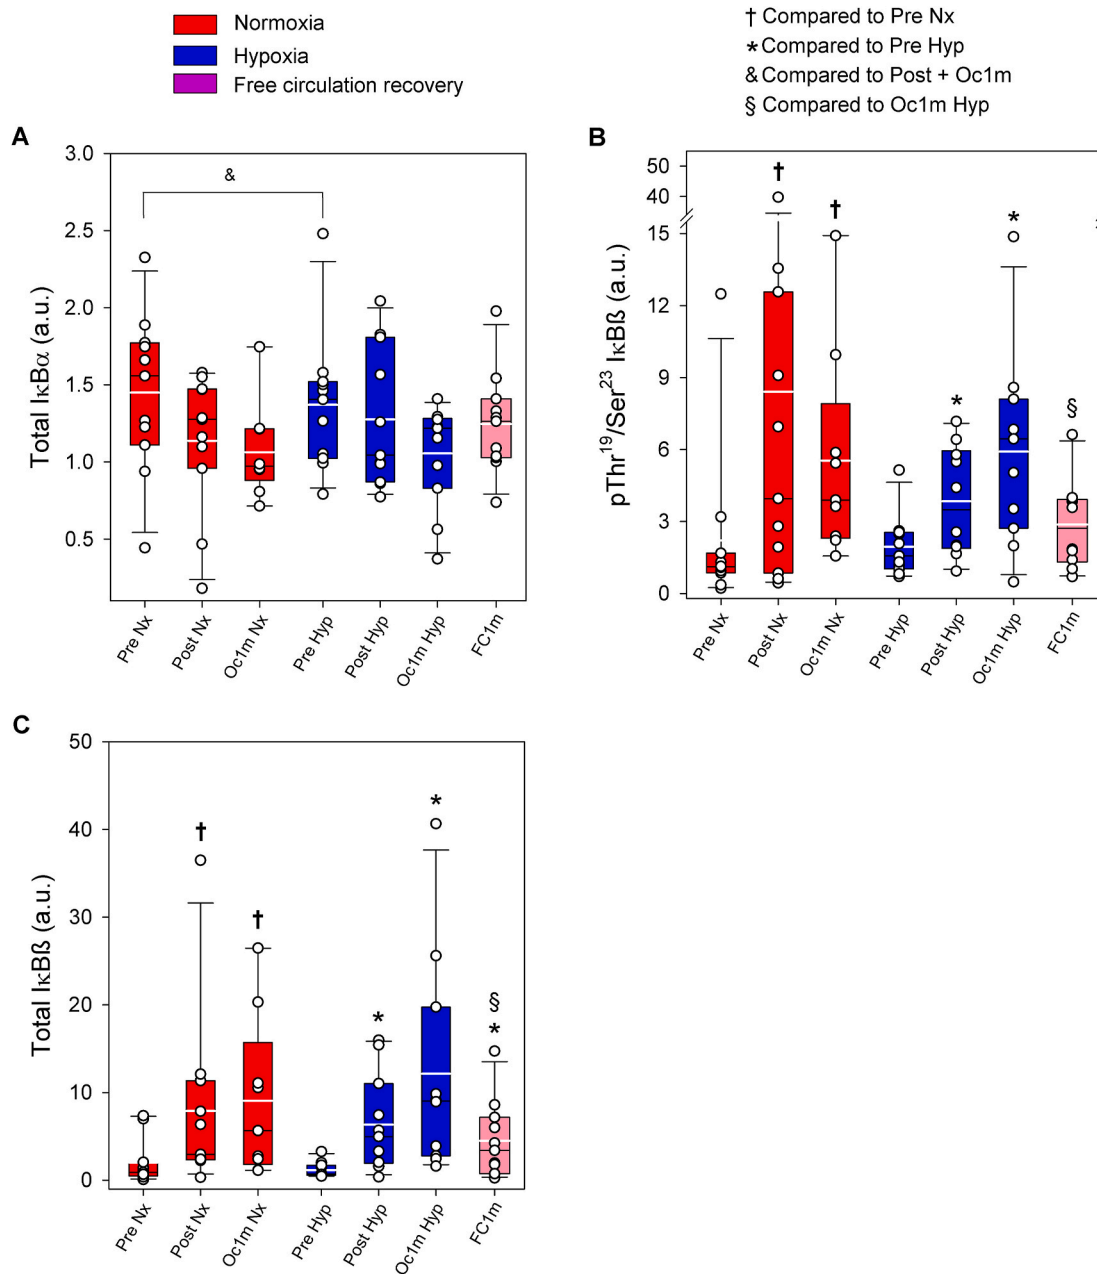 Normoxia
Hypoxia
Free circulation recovery
† Compared to Pre Nx
* Compared to Pre Hyp
& Compared to Post + Oc1m
§ Compared to Oc1m Hyp
A
Total IκBα (a.u.)
3.0
2.5
2.0
1.5
1.0
0.5
&
Pre Nx
Post Nx
Oc1m Nx
Pre Hyp
Post Hyp
Oc1m Hyp
FC1m
B
pThr¹⁹/Ser²³ IκBß (a.u.)
50
40
15
12
9
6
3
0
†
†
*
*
§
Pre Nx
Post Nx
Oc1m Nx
Pre Hyp
Post Hyp
Oc1m Hyp
FC1m
C
Total IκBß (a.u.)
50
40
30
20
10
0
†
†
*
*
§
*
Pre Nx
Post Nx
Oc1m Nx
Pre Hyp
Post Hyp
Oc1m Hyp
FC1m